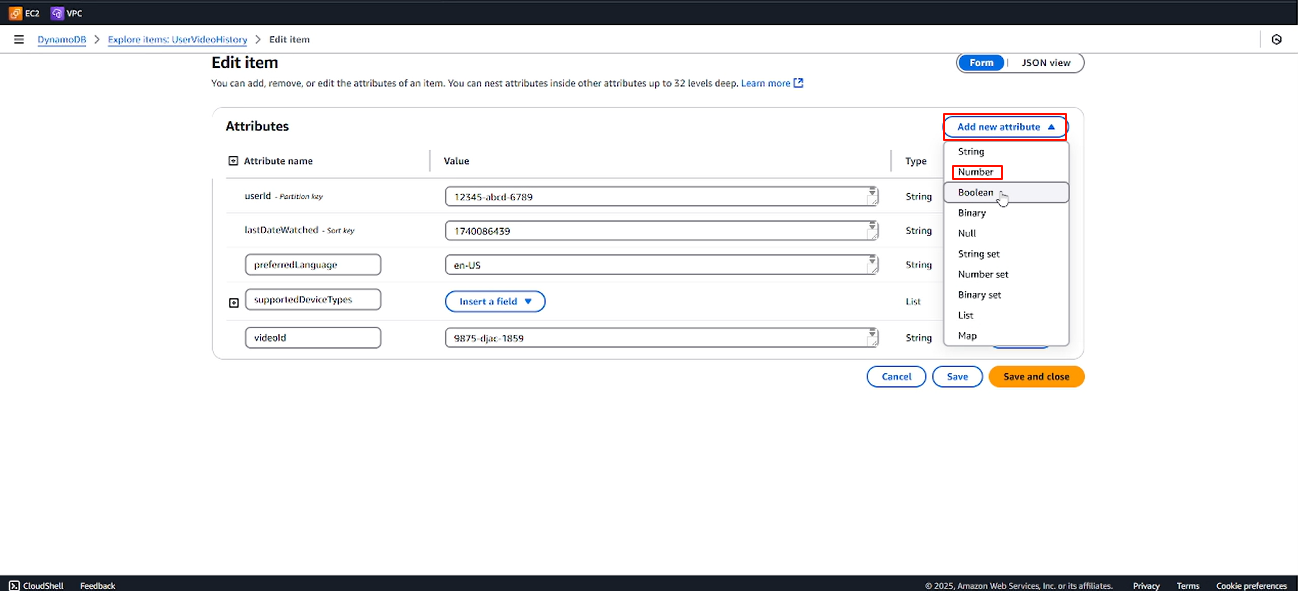 EC2 VPC
DynamoDB > Explore items: UserVideoHistory > Edit item
Edit item
Form JSON view
You can add, remove, or edit the attributes of an item. You can nest attributes inside other attributes up to 32 levels deep. Learn more
Attributes
Add new attribute
Attribute name Value Type
String
Number
Boolean
Binary
Null
String set
Number set
Binary set
List
Map
userId - Partition key 12345-abcd-6789 String
lastDateWatched - Sort key 1740086439 String
preferredLanguage en-US String
supportedDeviceTypes Insert a field List
videoId 9875-djac-1859 String
Cancel Save Save and close
CloudShell Feedback © 2025, Amazon Web Services, Inc. or its affiliates. Privacy Terms Cookie preferences